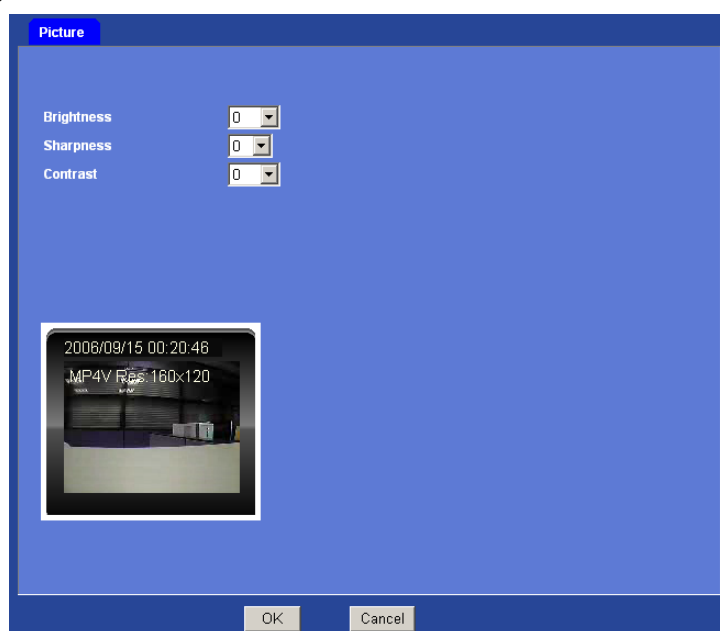 Picture
Brightness 0
Sharpness 0
Contrast 0
2006/09/15 00:20:46
MP4V Res:160x120
OK Cancel